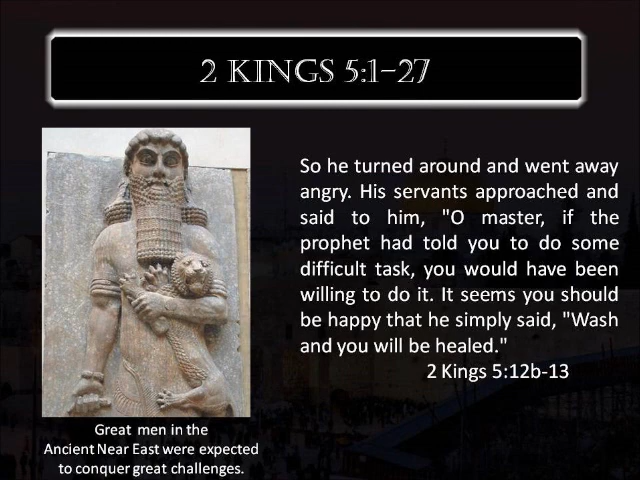 2 KINGS 5:1-27
So he turned around and went away
angry. His servants approached and
said to him, "O master, if the
prophet had told you to do some
difficult task, you would have been
willing to do it. It seems you should
be happy that he simply said, "Wash
and you will be healed."
2 Kings 5:12b-13
Great men in the
Ancient Near East were expected
to conquer great challenges.